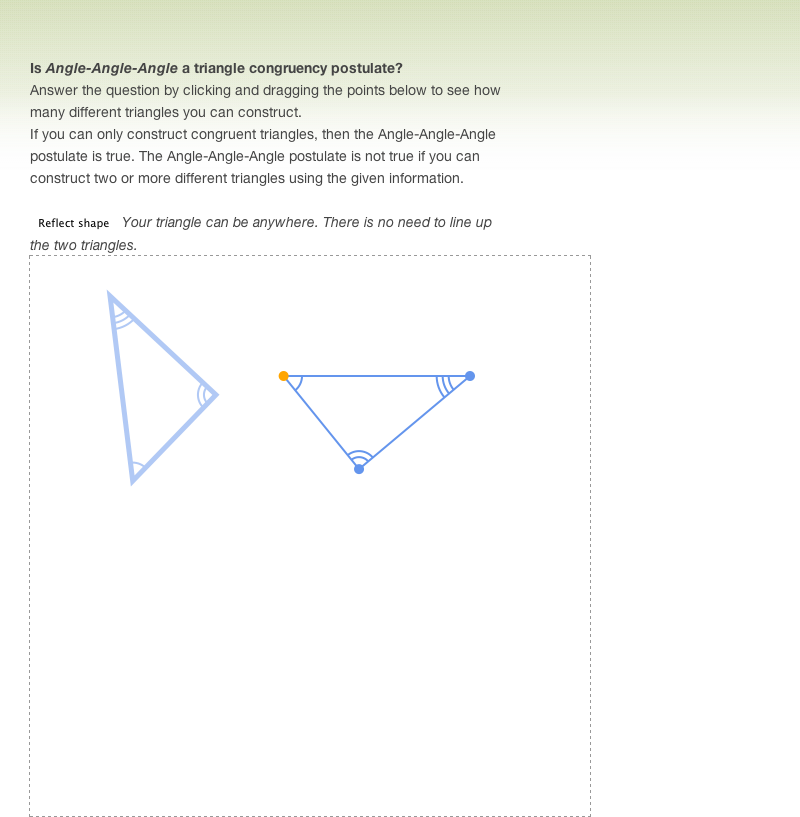 Is Angle-Angle-Angle a triangle congruency postulate?
Answer the question by clicking and dragging the points below to see how
many different triangles you can construct.
If you can only construct congruent triangles, then the Angle-Angle-Angle
postulate is true. The Angle-Angle-Angle postulate is not true if you can
construct two or more different triangles using the given information.
Reflect shape Your triangle can be anywhere. There is no need to line up
the two triangles.